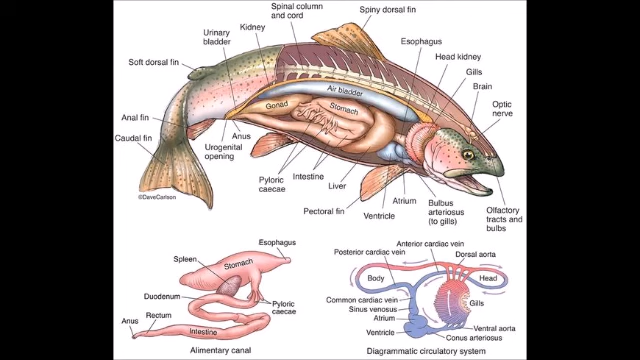 Spinal column
and cord
Spiny dorsal fin
Kidney
Urinary
bladder
Esophagus
Head kidney
Soft dorsal fin
Gills
Brain
Air bladder
Optic
nerve
Gonad
Stomach
Anal fin
Caudal fin
Anus
Urogenital
opening
©DaveCarlson
Pyloric
caecae
Intestine
Liver
Pectoral fin
Ventricle
Atrium
Bulbus
arteriosus
(to gills)
Olfactory
tracts and
bulbs
Esophagus
Spleen
Stomach
Duodenum
Pyloric
caecae
Anus
Rectum
Intestine
Alimentary canal
Anterior cardiac vein
Posterior cardiac vein
Dorsal aorta
Body
Head
Common cardiac vein
Sinus venosus
Gills
Atrium
Ventricle
Ventral aorta
Conus arteriosus
Diagrammatic circulatory system